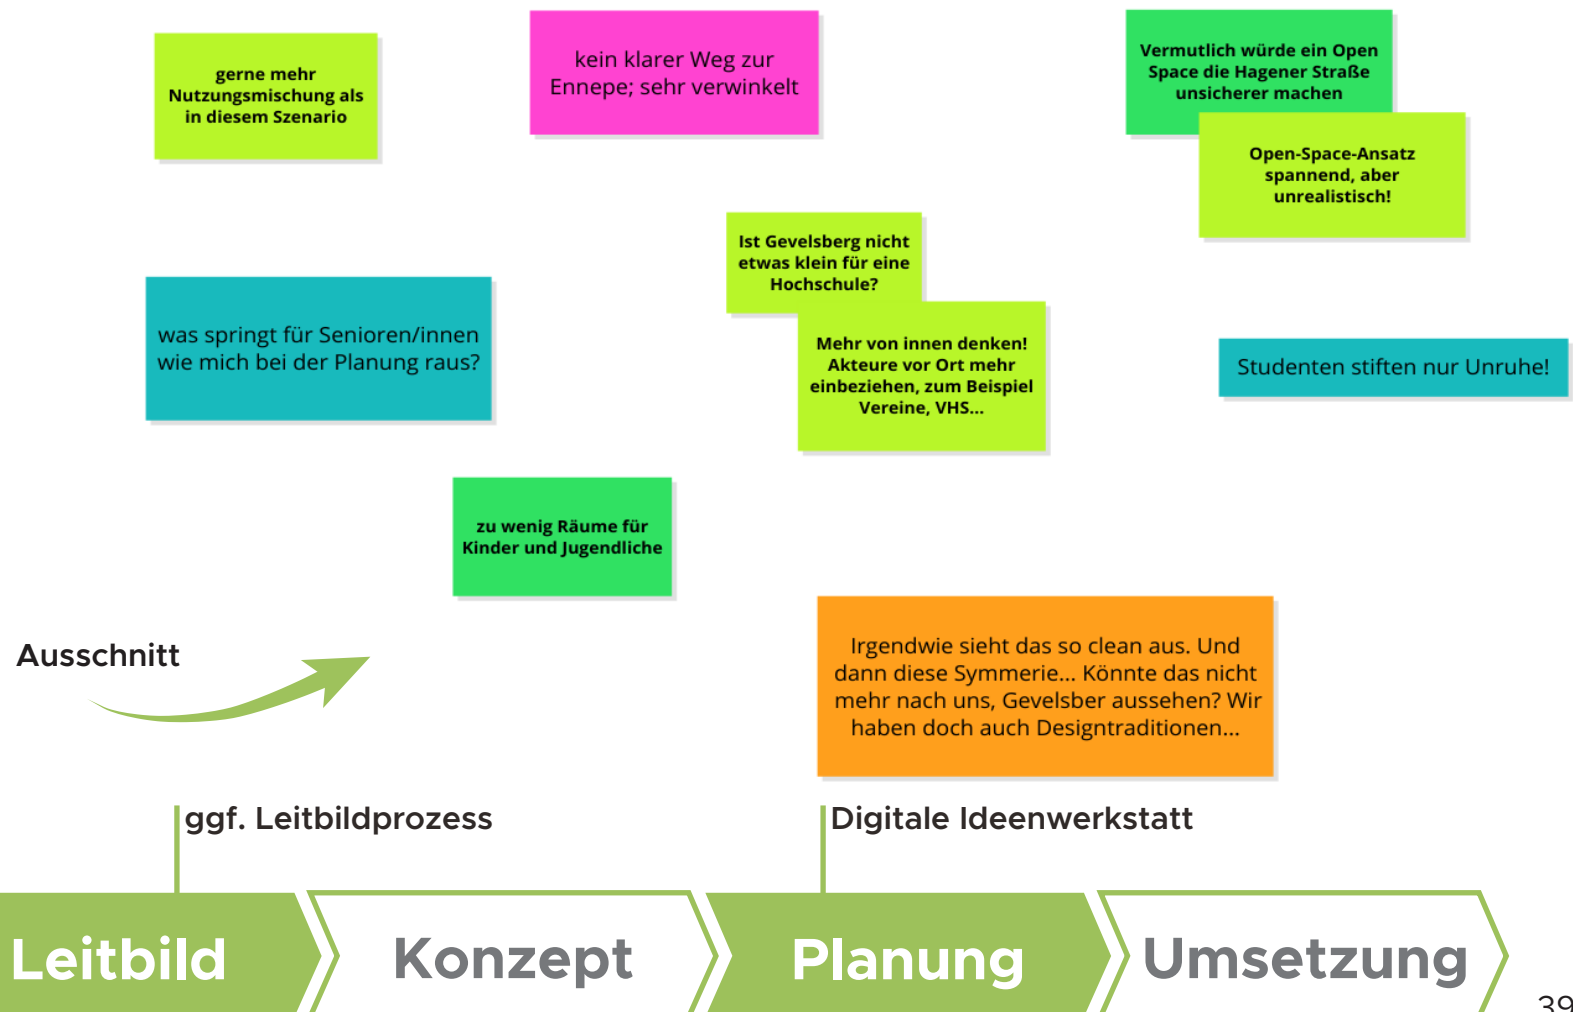 gerne mehr
Nutzungsmischung als
in diesem Szenario
kein klarer Weg zur
Ennepe; sehr verwinkelt
Vermutlich würde ein Open
Space die Hagener Straße
unsicherer machen
Open-Space-Ansatz
spannend, aber
unrealistisch!
Ist Gevelsberg nicht
etwas klein für eine
Hochschule?
Mehr von innen denken!
Akteure vor Ort mehr
einbeziehen, zum Beispiel
Vereine, VHS...
was springt für Senioren/innen
wie mich bei der Planung raus?
Studenten stiften nur Unruhe!
zu wenig Räume für
Kinder und Jugendliche
Irgendwie sieht das so clean aus. Und
dann diese Symmerie... Könnte das nicht
mehr nach uns, Gevelsber aussehen? Wir
haben doch auch Designtraditionen...
Ausschnitt
ggf. Leitbildprozess
Digitale Ideenwerkstatt
Leitbild
Konzept
Planung
Umsetzung
39